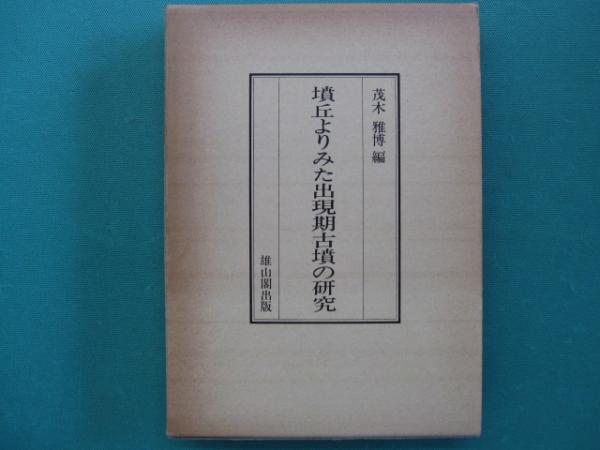 茂木 雅博 編
墳丘よりみた出現期古墳の研究
雄山閣出版